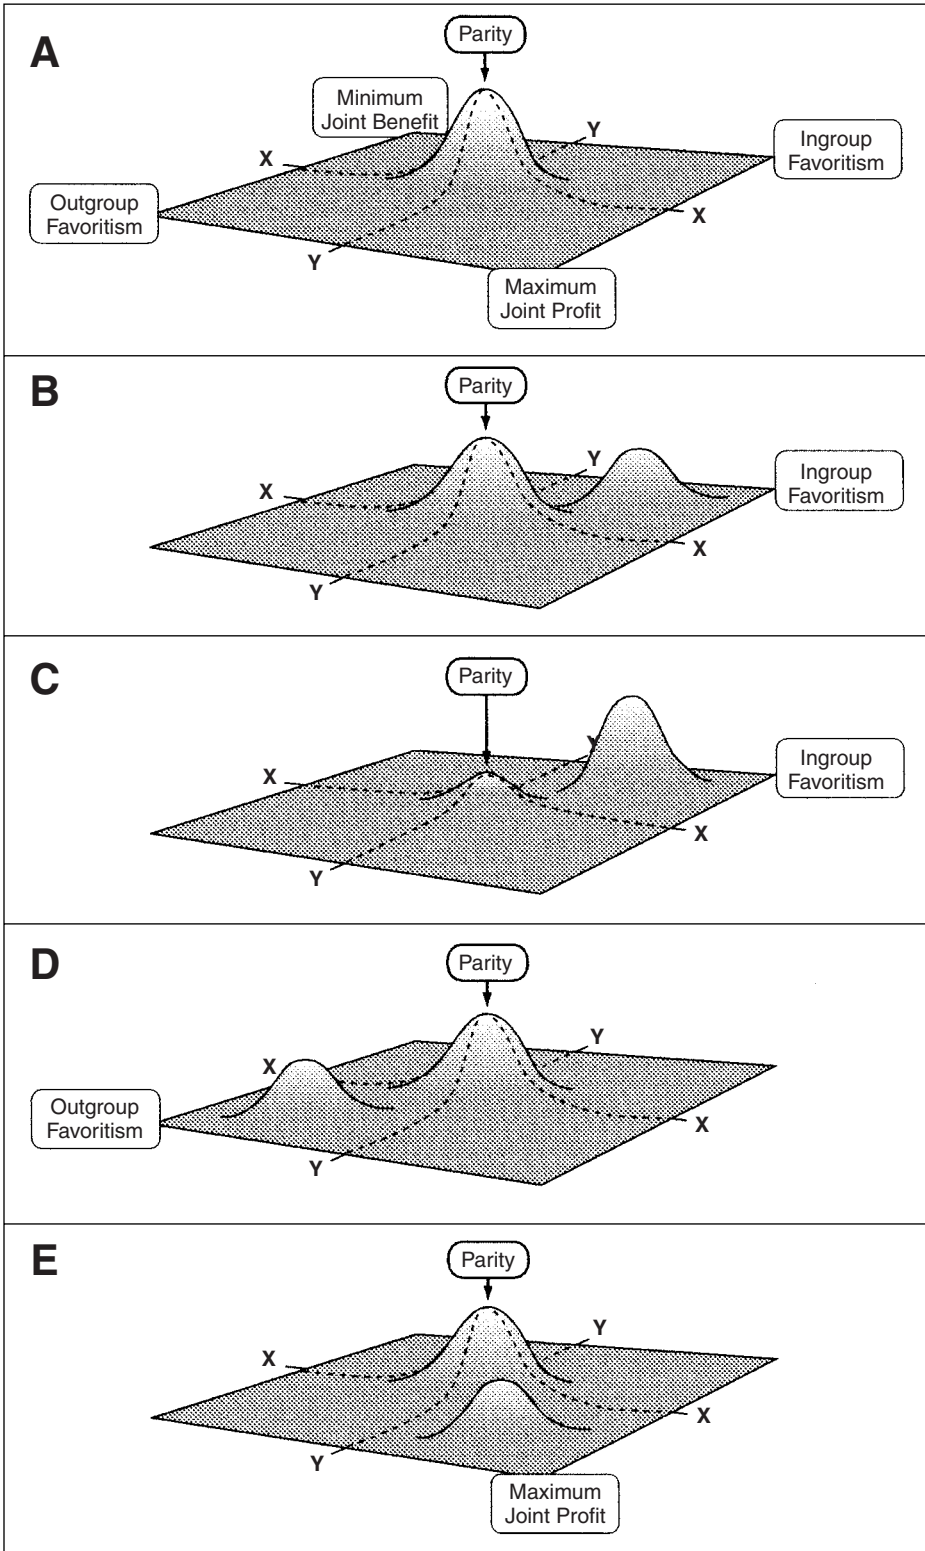 A
Parity
Minimum
Joint Benefit
Y
X
Ingroup
Favoritism
Outgroup
Favoritism
X
Y
Maximum
Joint Profit
B
Parity
Y
Ingroup
Favoritism
X
X
Y
C
Parity
Y
Ingroup
Favoritism
X
X
Y
D
Parity
Y
X
Outgroup
Favoritism
X
Y
E
Parity
Y
X
X
Y
Maximum
Joint Profit